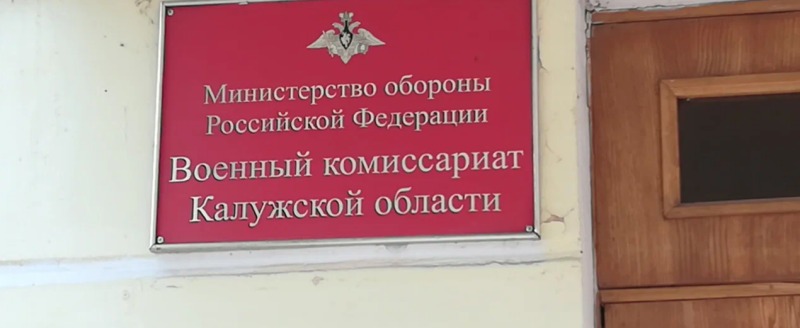 Министерство обороны
Российской Федерации
Военный комиссариат
Калужской области